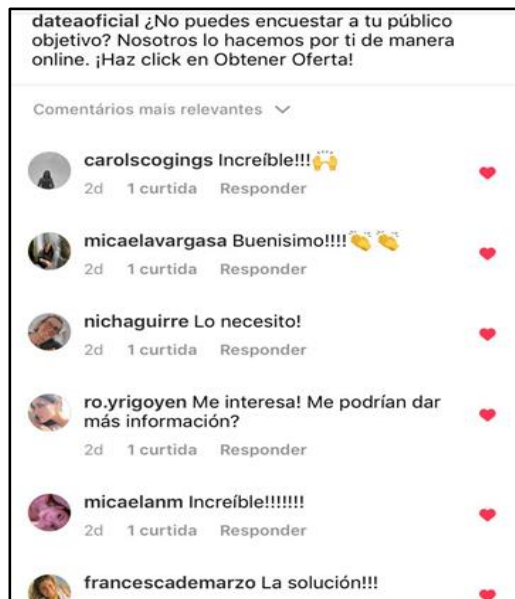 dateaoficial ¿No puedes encuestar a tu público
objetivo? Nosotros lo hacemos por ti de manera
online. ¡Haz click en Obtener Oferta!
Comentários mais relevantes
carolscogings Increíble!!!🙌
2d 1 curtida Responder
micaelavargasa Buenisimo!!!!👏👏
2d 1 curtida Responder
nichaguirre Lo necesito!
2d 1 curtida Responder
ro.yrigoyen Me interesa! Me podrían dar
más información?
2d 1 curtida Responder
micaelanm Increíble!!!!!!!
2d 1 curtida Responder
francescademarzo La solución!!!